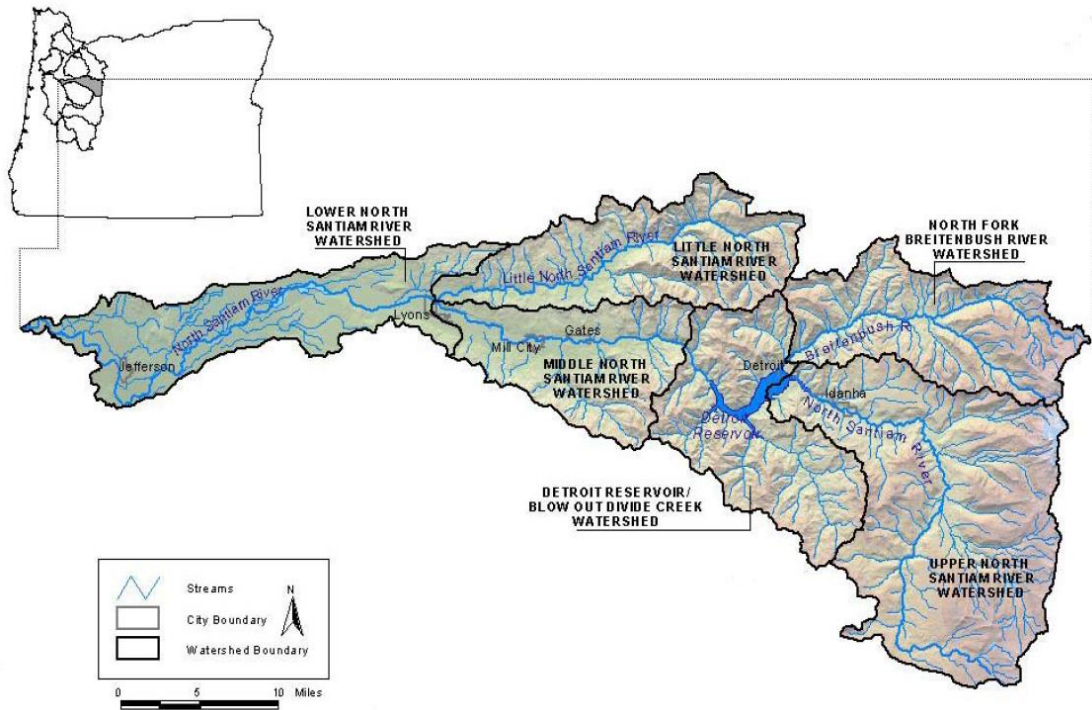 LOWER NORTH
SANTIAM RIVER
WATERSHED
NORTH FORK
BREITENBUSH RIVER
WATERSHED
Little North Santiam River
LITTLE NORTH
SANTIAM RIVER
WATERSHED
North Santiam River
Lyons
Gates
Mill City
Jefferson
MIDDLE NORTH
SANTIAM RIVER
WATERSHED
Breitenbush R.
Detroit
Idanha
Detroit
Reservoir
North Santiam River
DETROIT RESERVOIR/
BLOW OUT DIVIDE CREEK
WATERSHED
UPPER NORTH
SANTIAM RIVER
WATERSHED
Streams
City Boundary
Watershed Boundary
N
0 5 10 Miles